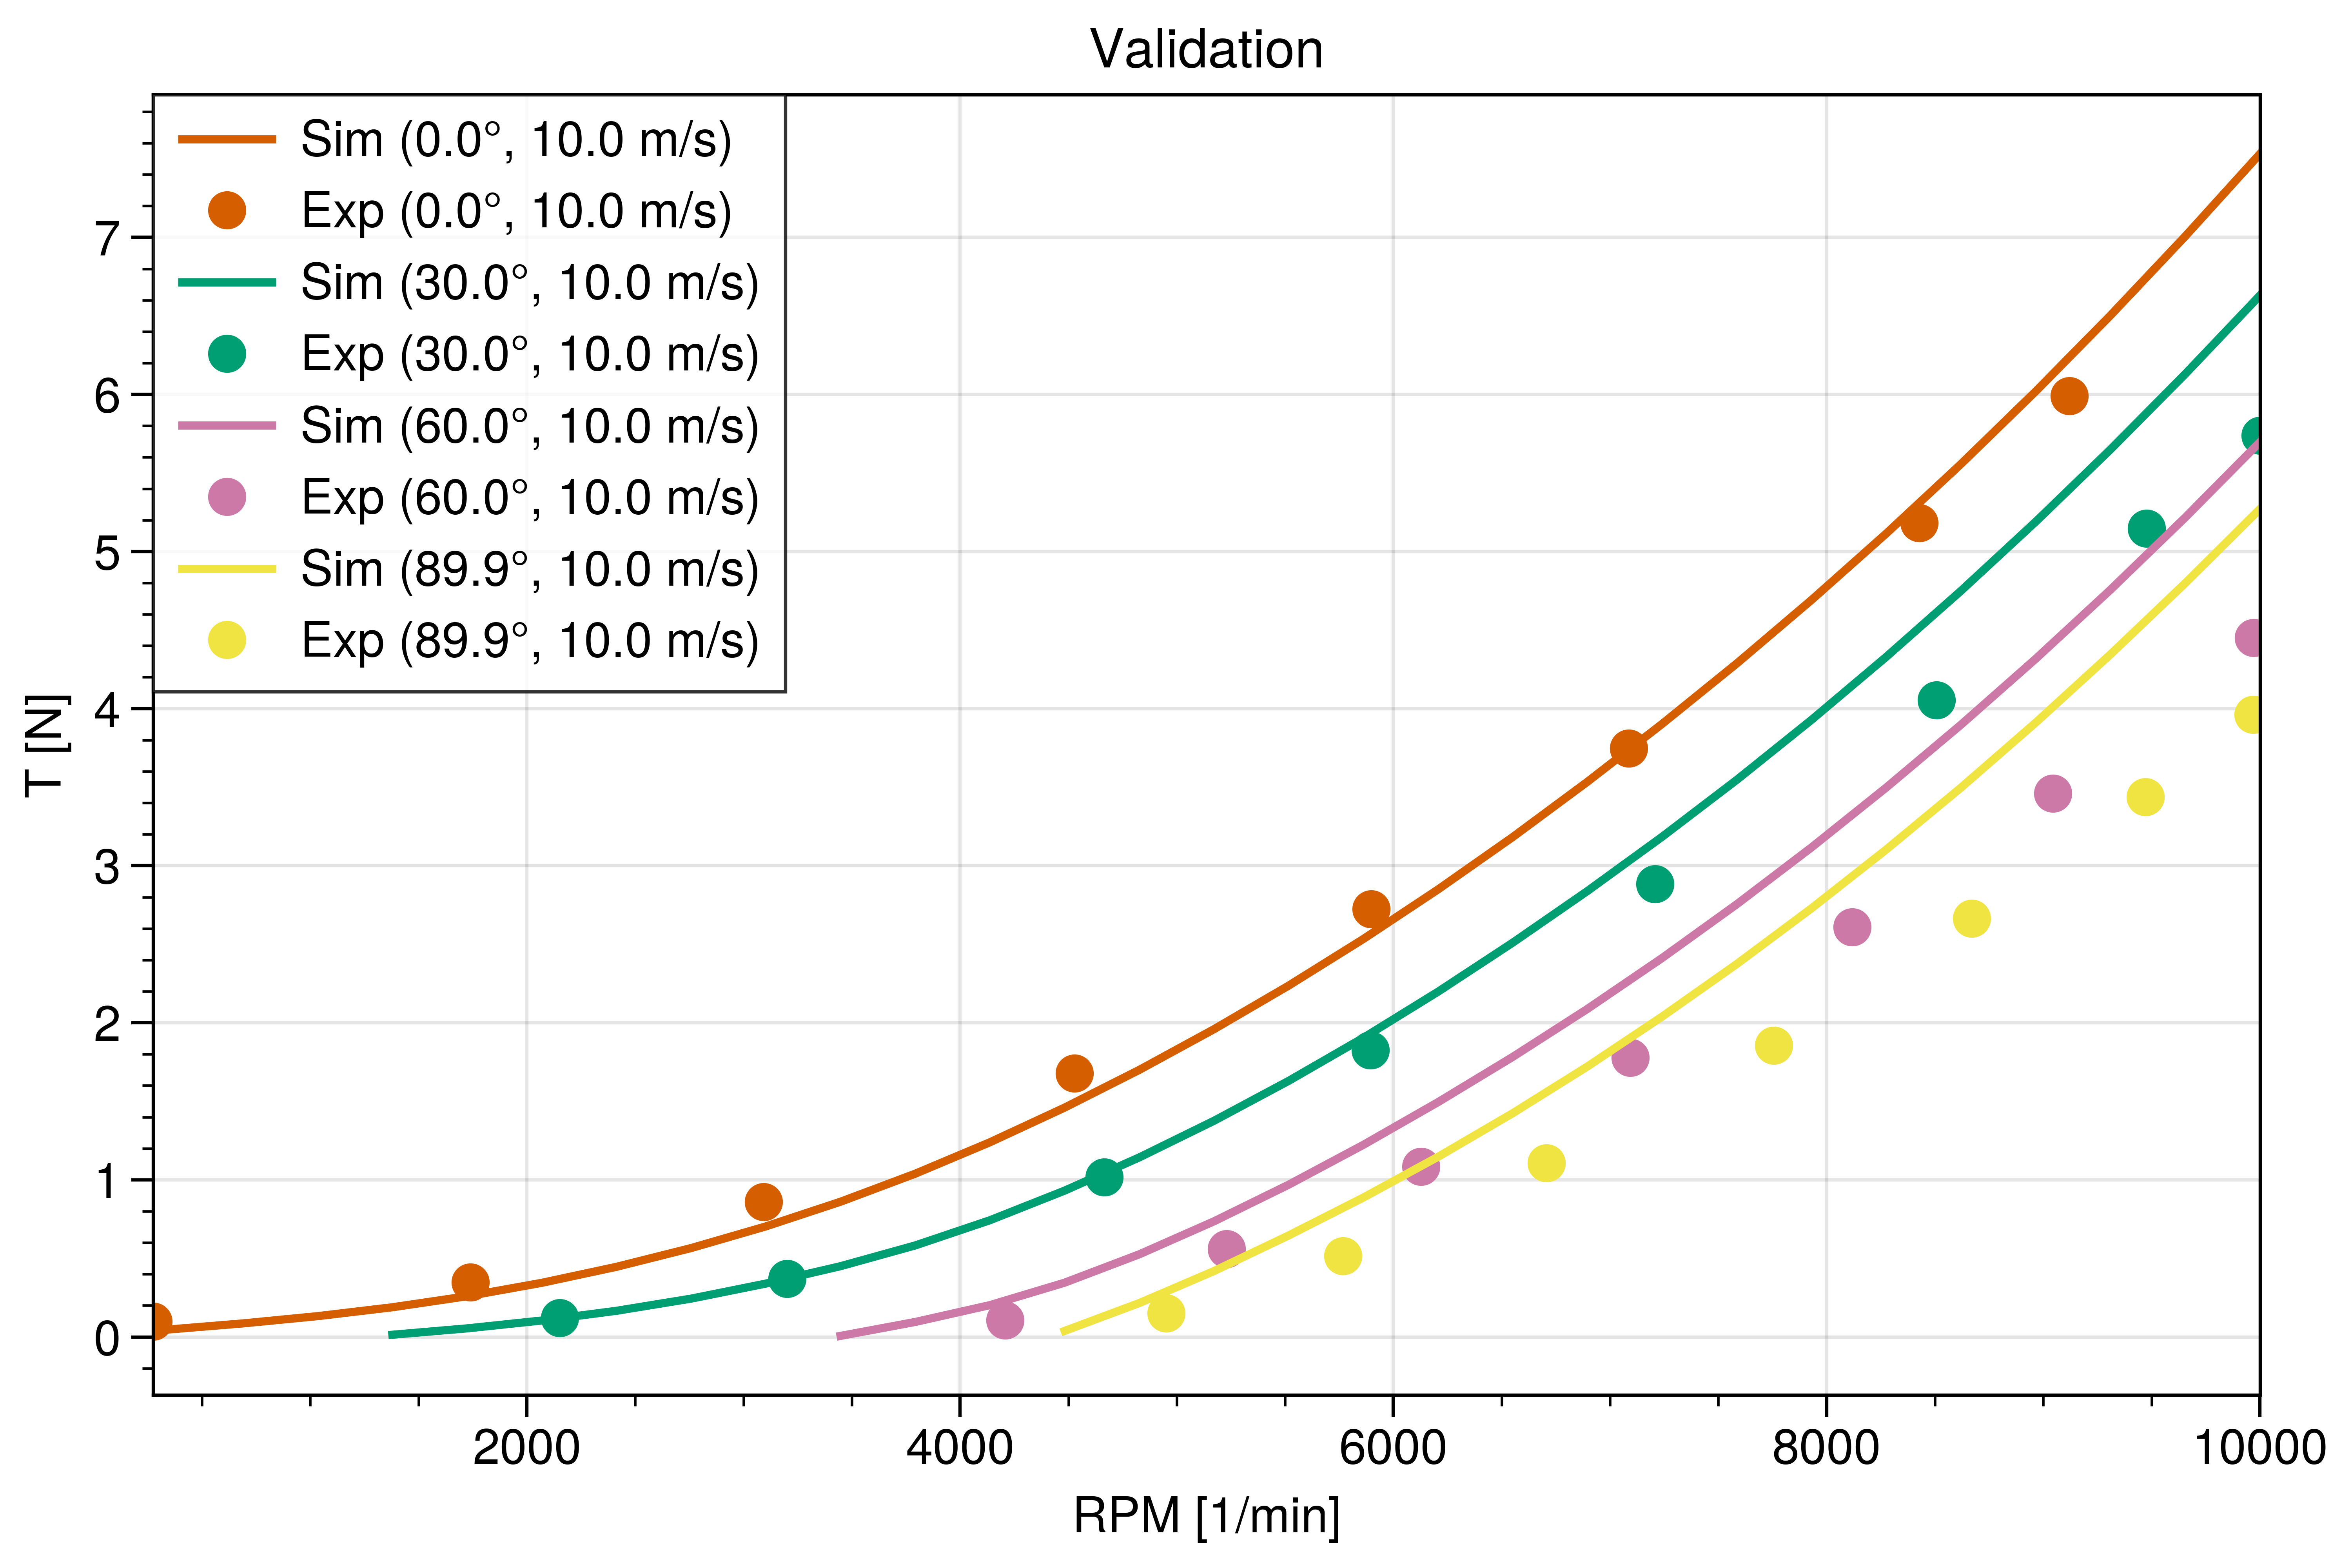 Validation
Sim (0.0°, 10.0 m/s)
Exp (0.0°, 10.0 m/s)
Sim (30.0°, 10.0 m/s)
Exp (30.0°, 10.0 m/s)
Sim (60.0°, 10.0 m/s)
Exp (60.0°, 10.0 m/s)
Sim (89.9°, 10.0 m/s)
Exp (89.9°, 10.0 m/s)
7
6
5
4
3
2
1
0
T [N]
2000 4000 6000 8000 10000
RPM [1/min]